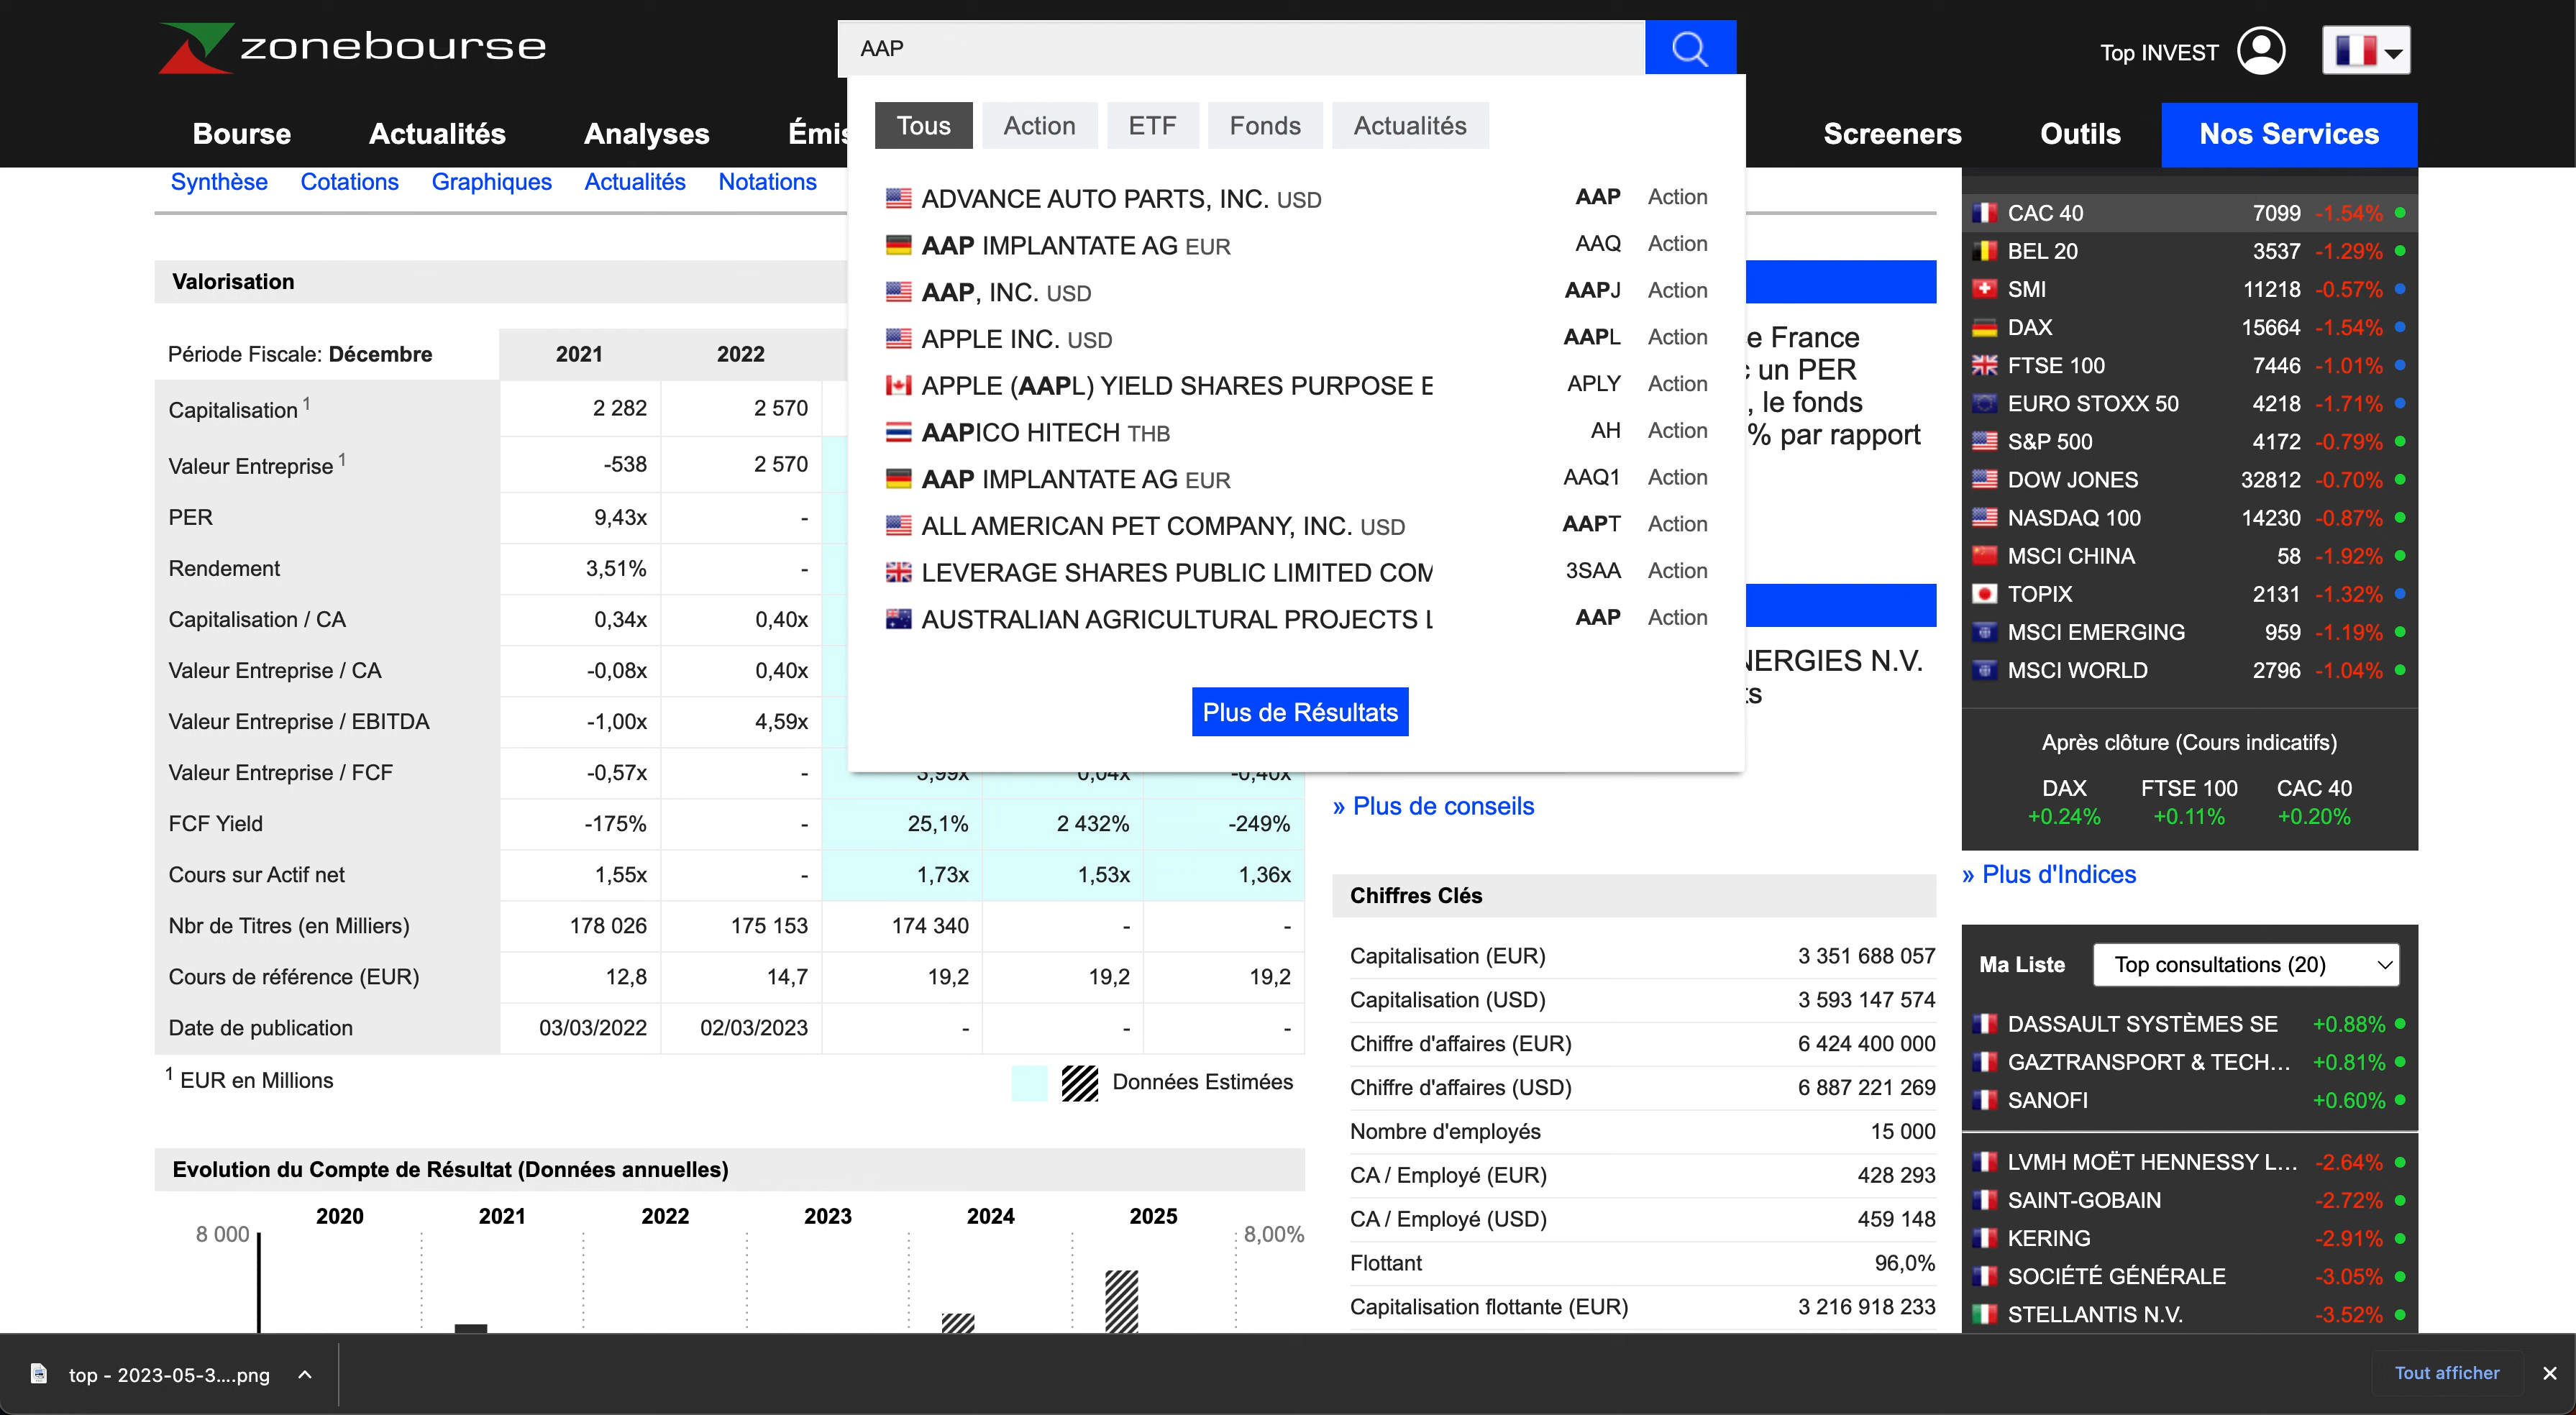 zonebourse
AAP
Top INVEST
Bourse Actualités Analyses Émis Screeners Outils Nos Services
Tous Action ETF Fonds Actualités
Synthèse Cotations Graphiques Actualités Notations
ADVANCE AUTO PARTS, INC. USD AAP Action
AAP IMPLANTATE AG EUR AAQ Action
AAP, INC. USD AAPJ Action
APPLE INC. USD AAPL Action
APPLE (AAPL) YIELD SHARES PURPOSE E APLY Action
AAPICO HITECH THB AH Action
AAP IMPLANTATE AG EUR AAQ1 Action
ALL AMERICAN PET COMPANY, INC. USD AAPT Action
LEVERAGE SHARES PUBLIC LIMITED COM 3SAA Action
AUSTRALIAN AGRICULTURAL PROJECTS L AAP Action
Plus de Résultats
Valorisation
Période Fiscale: Décembre 2021 2022
Capitalisation 1 2 282 2 570
Valeur Entreprise 1 -538 2 570
PER 9,43x -
Rendement 3,51% -
Capitalisation / CA 0,34x 0,40x
Valeur Entreprise / CA -0,08x 0,40x
Valeur Entreprise / EBITDA -1,00x 4,59x
Valeur Entreprise / FCF -0,57x - 3,99x 0,04x -0,40x
FCF Yield -175% - 25,1% 2 432% -249%
Cours sur Actif net 1,55x - 1,73x 1,53x 1,36x
Nbr de Titres (en Milliers) 178 026 175 153 174 340 - -
Cours de référence (EUR) 12,8 14,7 19,2 19,2 19,2
Date de publication 03/03/2022 02/03/2023 - - -
1 EUR en Millions
Données Estimées
Evolution du Compte de Résultat (Données annuelles)
2020 2021 2022 2023 2024 2025
8 000 8,00%
e France
un PER
, le fonds
% par rapport
NERGIES N.V.
ts
» Plus de conseils
Chiffres Clés
Capitalisation (EUR) 3 351 688 057
Capitalisation (USD) 3 593 147 574
Chiffre d'affaires (EUR) 6 424 400 000
Chiffre d'affaires (USD) 6 887 221 269
Nombre d'employés 15 000
CA / Employé (EUR) 428 293
CA / Employé (USD) 459 148
Flottant 96,0%
Capitalisation flottante (EUR) 3 216 918 233
CAC 40 7099 -1.54%
BEL 20 3537 -1.29%
SMI 11218 -0.57%
DAX 15664 -1.54%
FTSE 100 7446 -1.01%
EURO STOXX 50 4218 -1.71%
S&P 500 4172 -0.79%
DOW JONES 32812 -0.70%
NASDAQ 100 14230 -0.87%
MSCI CHINA 58 -1.92%
TOPIX 2131 -1.32%
MSCI EMERGING 959 -1.19%
MSCI WORLD 2796 -1.04%
Après clôture (Cours indicatifs)
DAX FTSE 100 CAC 40
+0.24% +0.11% +0.20%
» Plus d'Indices
Ma Liste Top consultations (20)
DASSAULT SYSTÈMES SE +0.88%
GAZTRANSPORT & TECH... +0.81%
SANOFI +0.60%
LVMH MOËT HENNESSY L... -2.64%
SAINT-GOBAIN -2.72%
KERING -2.91%
SOCIÉTÉ GÉNÉRALE -3.05%
STELLANTIS N.V. -3.52%
top - 2023-05-3....png
Tout afficher